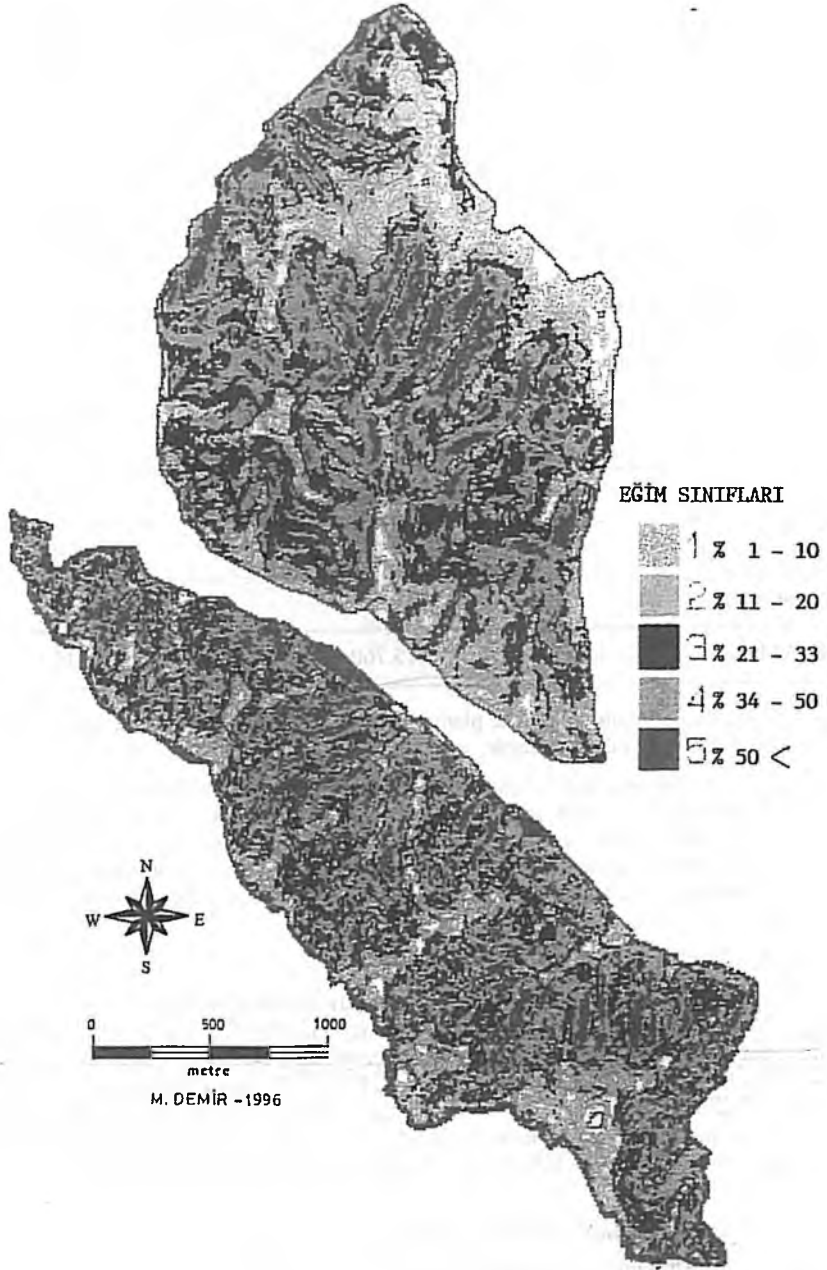 EĞİM SINIFLARI
1 % 1 - 10
2 % 11 - 20
3 % 21 - 33
4 % 34 - 50
5 % 50 <
N
W E
S
0 500 1000
metre
M. DEMİR -1996